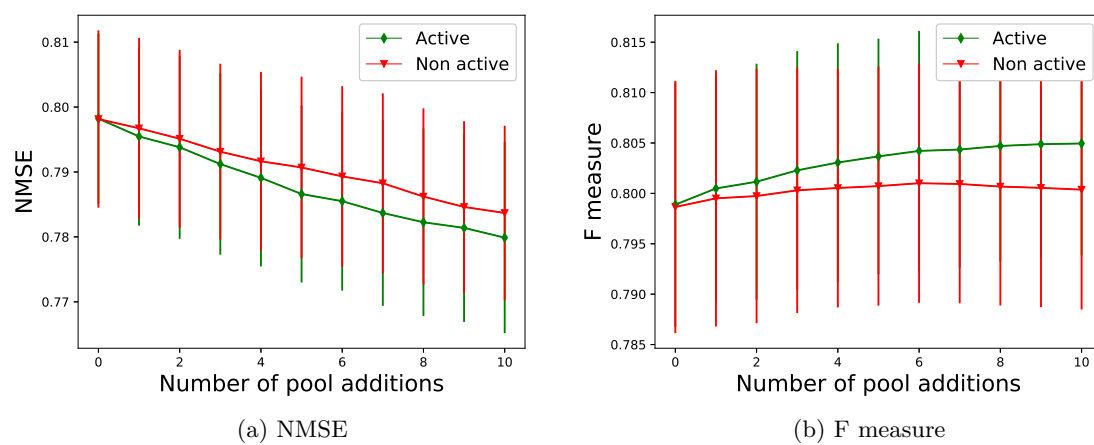 0.81
0.80
0.79
0.78
0.77
NMSE
Active
Non active
0 2 4 6 8 10
Number of pool additions
(a) NMSE
0.815
0.810
0.805
0.800
0.795
0.790
0.785
F measure
Active
Non active
0 2 4 6 8 10
Number of pool additions
(b) F measure